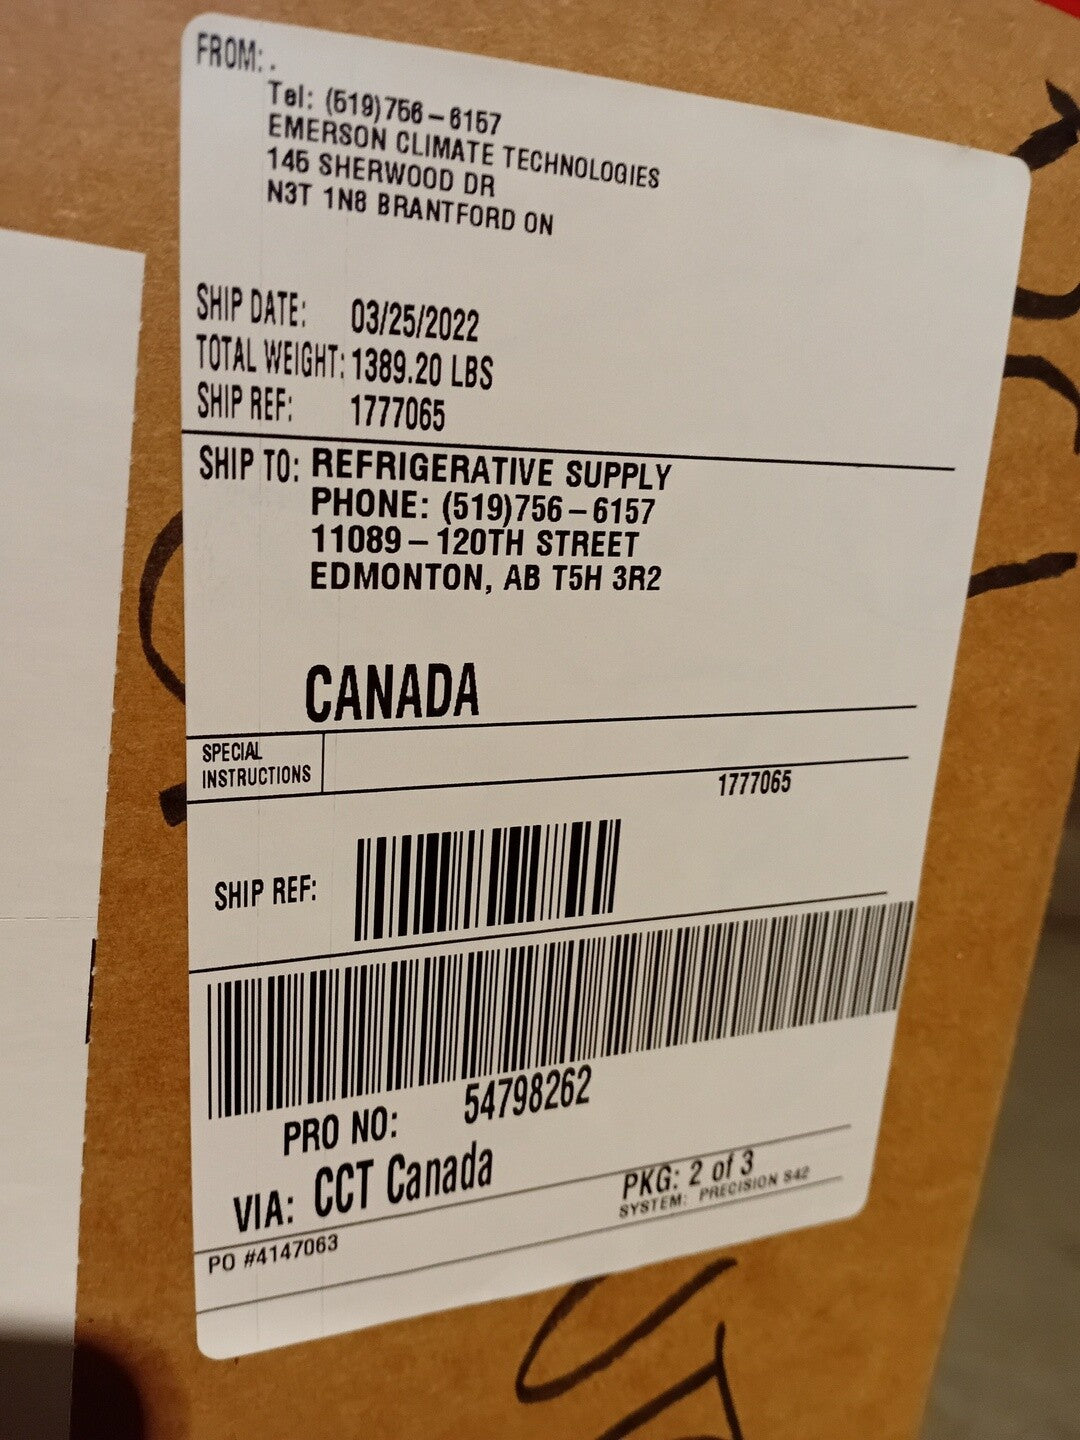 FROM: .
Tel: (519)756-6157
EMERSON CLIMATE TECHNOLOGIES
145 SHERWOOD DR
N3T 1N8 BRANTFORD ON
SHIP DATE: 03/25/2022
TOTAL WEIGHT: 1389.20 LBS
SHIP REF: 1777065
SHIP TO: REFRIGERATIVE SUPPLY
PHONE: (519)756-6157
11089-120TH STREET
EDMONTON, AB T5H 3R2
CANADA
SPECIAL
INSTRUCTIONS
1777065
SHIP REF:
PRO NO: 54798262
VIA: CCT Canada
PKG: 2 of 3
SYSTEM: PRECISION S42
PO #4147063